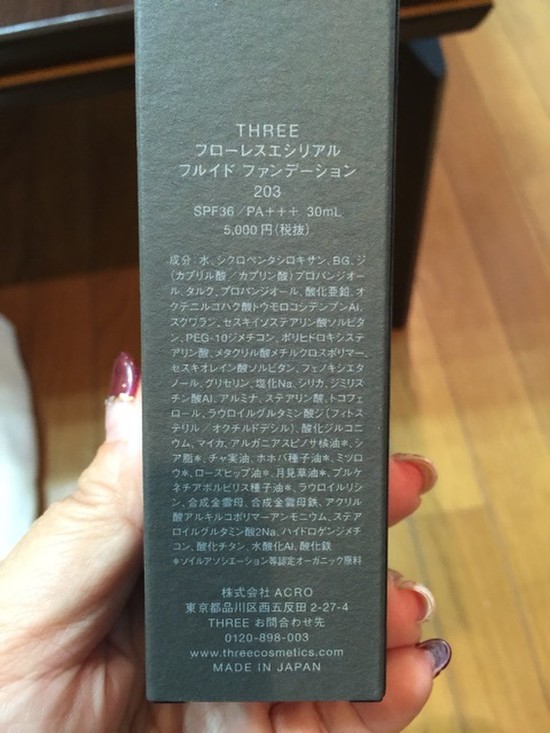 THREE
フローレスエシリアル
フルイド ファンデーション
203
SPF36／PA+++ 30mL
5,000円(税抜)
成分：水、シクロペンタシロキサン、BG、ジ
(カプリル酸／カプリン酸)プロパンジオー
ル、タルク、プロパンジオール、酸化亜鉛、オ
クテニルコハク酸トウモロコシデンプンAl、
スクワラン、セスキイソステアリン酸ソルビタ
ン、PEG-10ジメチコン、ポリヒドロキシステ
アリン酸、メタクリル酸メチルクロスポリマー、
セスキオレイン酸ソルビタン、フェノキシエタ
ノール、グリセリン、塩化Na、シリカ、ジミリス
チン酸Al、アルミナ、ステアリン酸、トコフェ
ロール、ラウロイルグルタミン酸ジ(フィトス
テリル／オクチルドデシル)、酸化ジルコニ
ウム、マイカ、アルガニアスピノサ核油*、シ
ア脂*、チャ実油、ホホバ種子油*、ミツロ
ウ*、ローズヒップ油*、月見草油*、プルケ
ネチアボルビリス種子油*、ラウロイルリシ
ン、合成金雲母、合成金雲母鉄、アクリル
酸アルキルコポリマーアンモニウム、ステア
ロイルグルタミン酸2Na、ハイドロゲンジメチ
コン、酸化チタン、水酸化Al、酸化鉄
*ソイルアソシエーション等認定オーガニック原料
株式会社 ACRO
東京都品川区西五反田 2-27-4
THREE お問合わせ先
0120-898-003
www.threecosmetics.com
MADE IN JAPAN